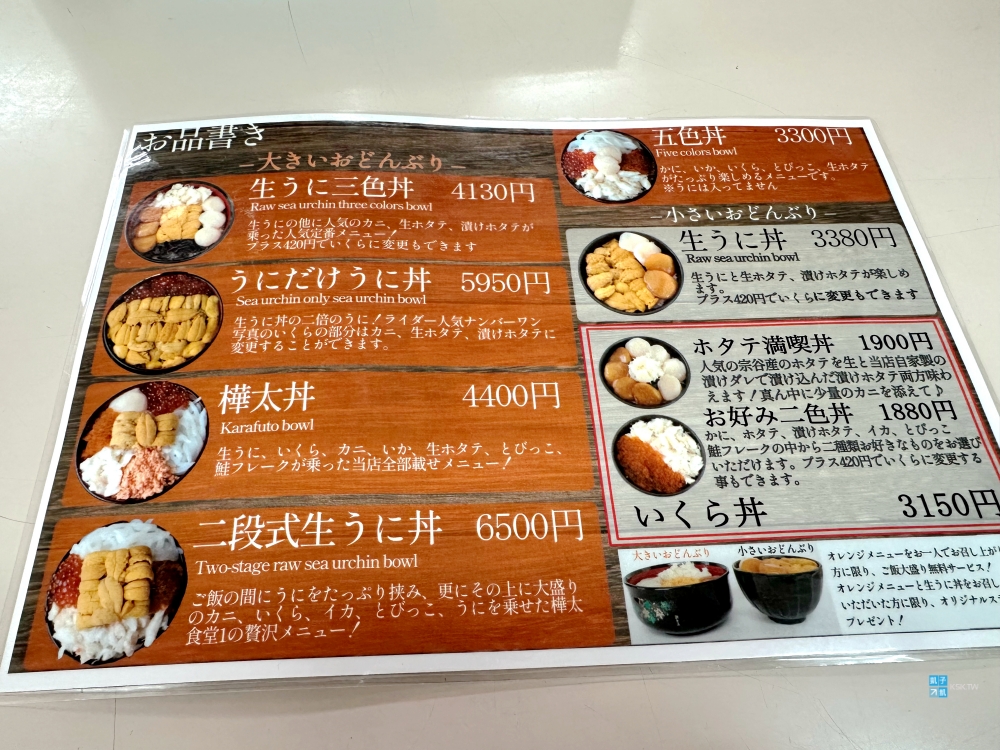 お品書き
–大きいおどんぶり–
生うに三色丼 4130円
Raw sea urchin three colors bowl
生うにの他に人気のカニ、生ホタテ、漬けホタテが
乗った人気定番メニュー！
プラス420円でいくらに変更もできます
うにだけうに丼 5950円
Sea urchin only sea urchin bowl
生うに丼の二倍のうに！ライダー人気ナンバーワン
写真のいくらの部分はカニ、生ホタテ、漬けホタテに
変更することができます。
樺太丼 4400円
Karafuto bowl
生うに、いくら、カニ、いか、生ホタテ、とびっこ、
鮭フレークが乗った当店全部載せメニュー！
二段式生うに丼 6500円
Two-stage raw sea urchin bowl
ご飯の間にうにをたっぷり挟み、更にその上に大盛り
のカニ、いくら、イカ、とびっこ、うにを乗せた樺太
食堂1の贅沢メニュー！
五色丼 3300円
Five colors bowl
かに、いか、いくら、とびっこ、生ホタテ
がたっぷり楽しめるメニューです。
※うには入ってません
–小さいおどんぶり–
生うに丼 3380円
Raw sea urchin bowl
生うにと生ホタテ、漬けホタテが楽しめ
ます。
プラス420円でいくらに変更もできます
ホタテ満喫丼 1900円
人気の宗谷産のホタテを生と当店自家製の
漬けダレで漬け込んだ漬けホタテ両方味わ
えます！真ん中に少量のカニを添えて♪
お好み二色丼 1880円
かに、ホタテ、漬けホタテ、イカ、とびっこ
鮭フレークの中から二種類お好きなものをお選び
いただけます。プラス420円でいくらに変更する
事もできます。
いくら丼 3150円
大きいおどんぶり 小さいおどんぶり
オレンジメニューをお一人でお召し上がり
方に限り、ご飯大盛り無料サービス！
オレンジメニューと生うに丼をお召し
いただいた方に限り、オリジナルス
プレゼント！